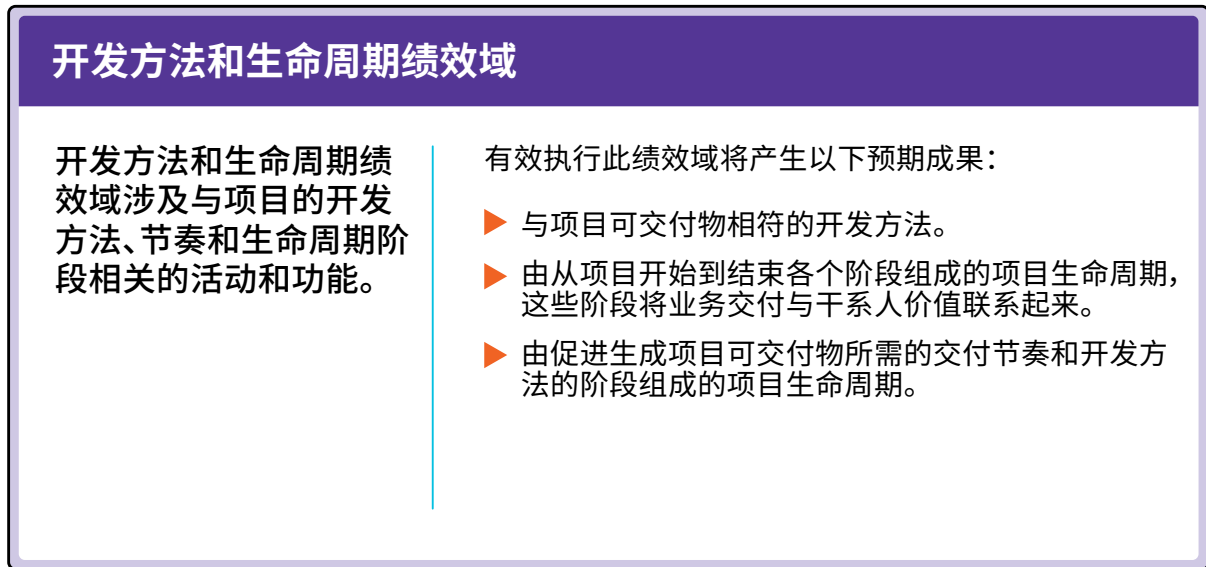 开发方法和生命周期绩效域
开发方法和生命周期绩
效域涉及与项目的开发
方法、节奏和生命周期阶
段相关的活动和功能。
有效执行此绩效域将产生以下预期成果：
▶ 与项目可交付物相符的开发方法。
▶ 由从项目开始到结束各个阶段组成的项目生命周期，
这些阶段将业务交付与干系人价值联系起来。
▶ 由促进生成项目可交付物所需的交付节奏和开发方
法的阶段组成的项目生命周期。